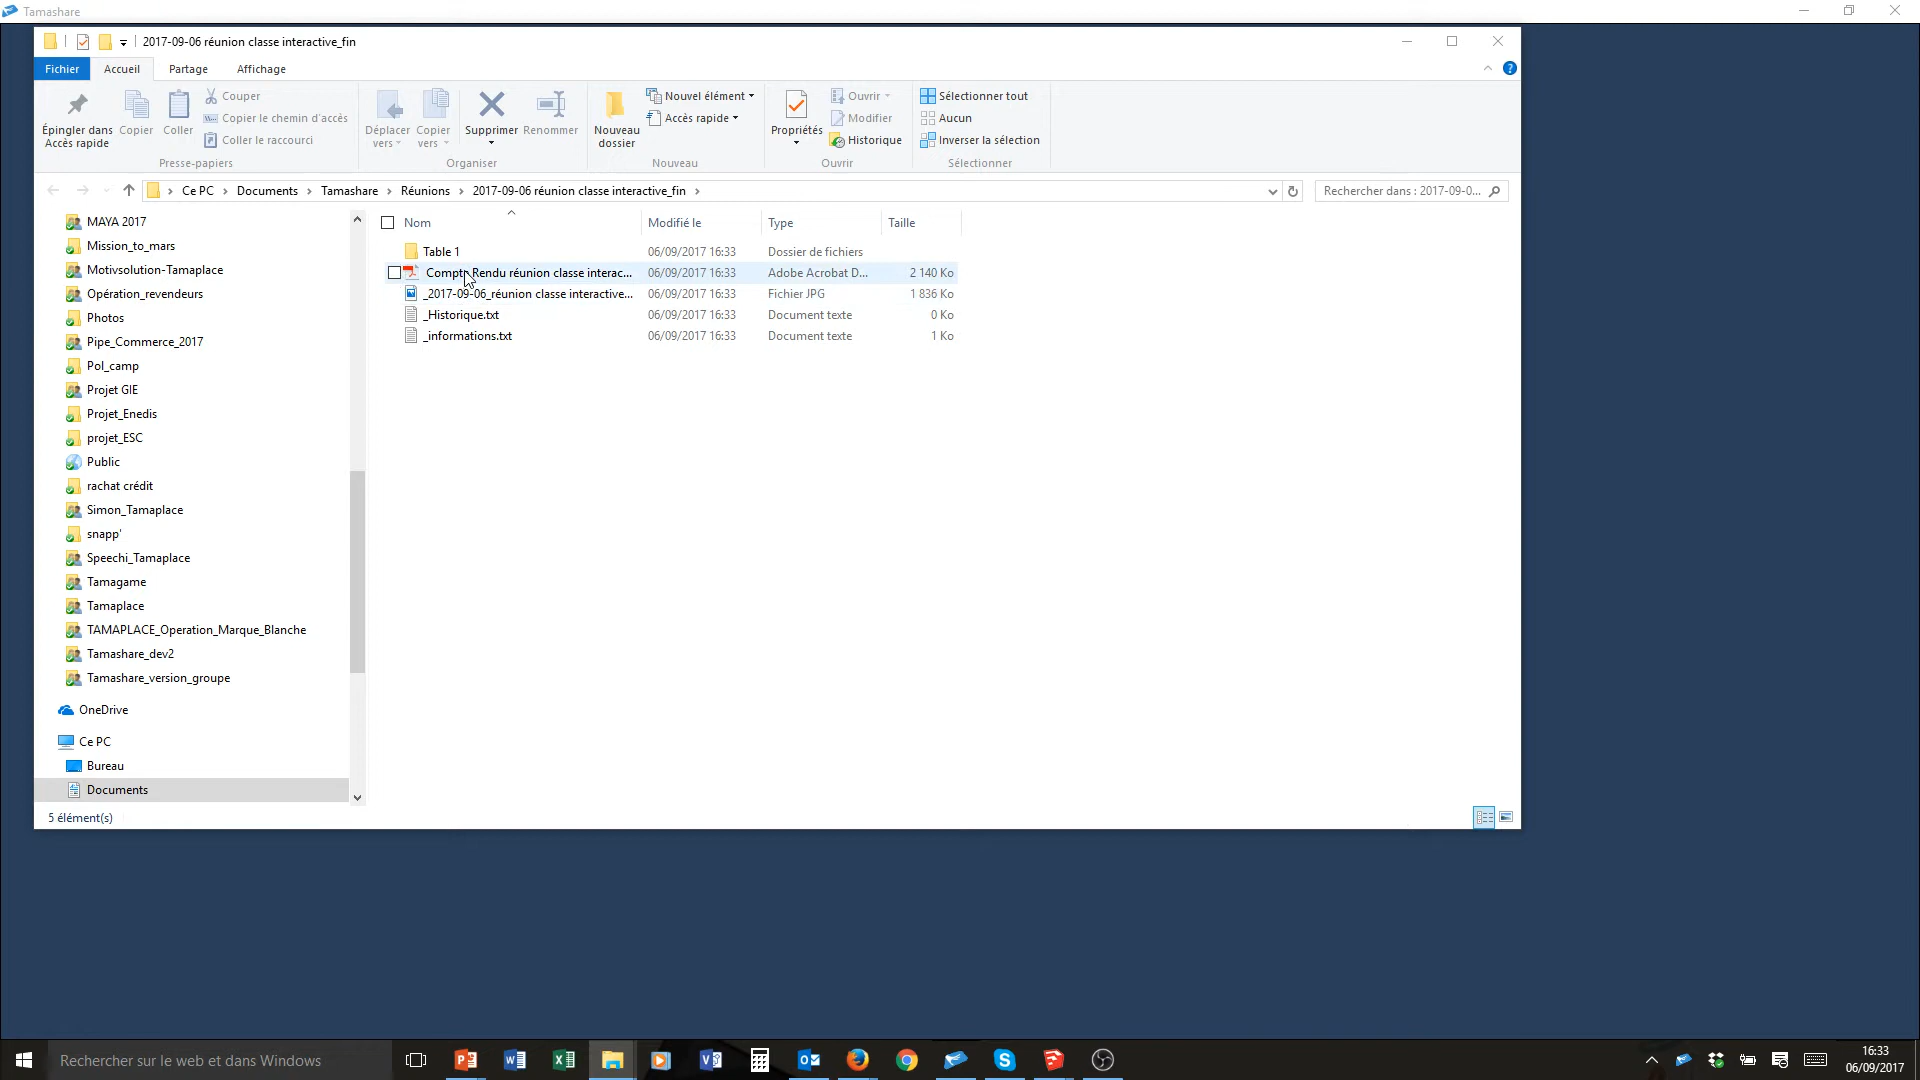 Tamashare
2017-09-06 réunion classe interactive_fin
Fichier Accueil Partage Affichage
Épingler dans Accès rapide
Copier
Coller
Couper
Copier le chemin d'accès
Coller le raccourci
Presse-papiers
Déplacer vers
Copier vers
Supprimer
Renommer
Organiser
Nouveau dossier
Nouvel élément
Accès rapide
Nouveau
Propriétés
Ouvrir
Modifier
Historique
Ouvrir
Sélectionner tout
Aucun
Inverser la sélection
Sélectionner
Ce PC > Documents > Tamashare > Réunions > 2017-09-06 réunion classe interactive_fin >
Rechercher dans : 2017-09-0...
MAYA 2017
Mission_to_mars
Motivsolution-Tamaplace
Opération_revendeurs
Photos
Pipe_Commerce_2017
Pol_camp
Projet GIE
Projet_Enedis
projet_ESC
Public
rachat crédit
Simon_Tamaplace
snapp'
Speechi_Tamaplace
Tamagame
Tamaplace
TAMAPLACE_Operation_Marque_Blanche
Tamashare_dev2
Tamashare_version_groupe
OneDrive
Ce PC
Bureau
Documents
Nom Modifié le Type Taille
Table 1 06/09/2017 16:33 Dossier de fichiers
Compte Rendu réunion classe interac... 06/09/2017 16:33 Adobe Acrobat D... 2 140 Ko
_2017-09-06_réunion classe interactive... 06/09/2017 16:33 Fichier JPG 1 836 Ko
_Historique.txt 06/09/2017 16:33 Document texte 0 Ko
_informations.txt 06/09/2017 16:33 Document texte 1 Ko
5 élément(s)
Rechercher sur le web et dans Windows
16:33
06/09/2017